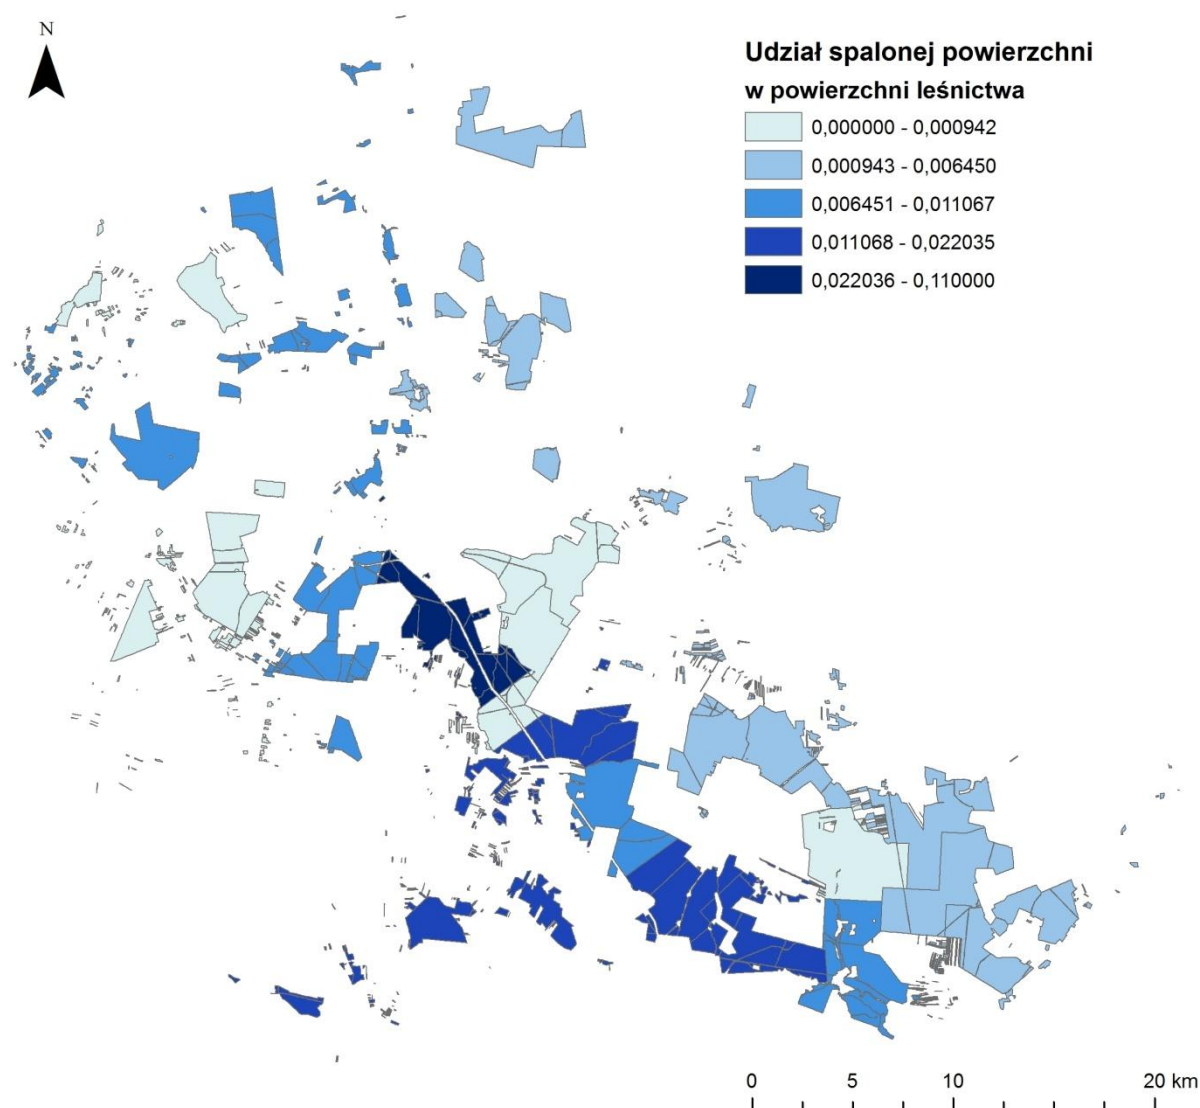 N
Udział spalonej powierzchni
w powierzchni leśnictwa
0,000000 - 0,000942
0,000943 - 0,006450
0,006451 - 0,011067
0,011068 - 0,022035
0,022036 - 0,110000
0 5 10 20 km